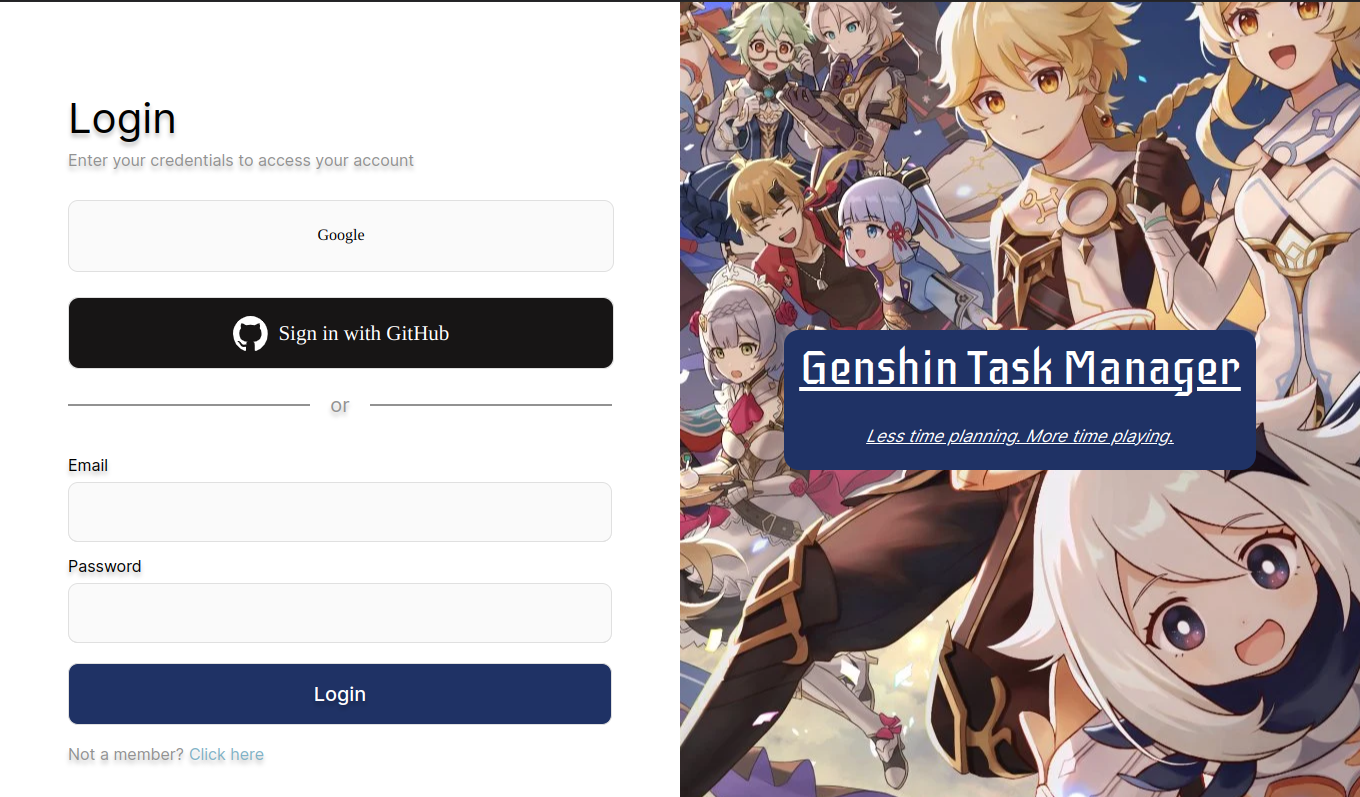 Login
Enter your credentials to access your account
Google
Sign in with GitHub
or
Email
Password
Login
Not a member? Click here
Genshin Task Manager
Less time planning. More time playing.